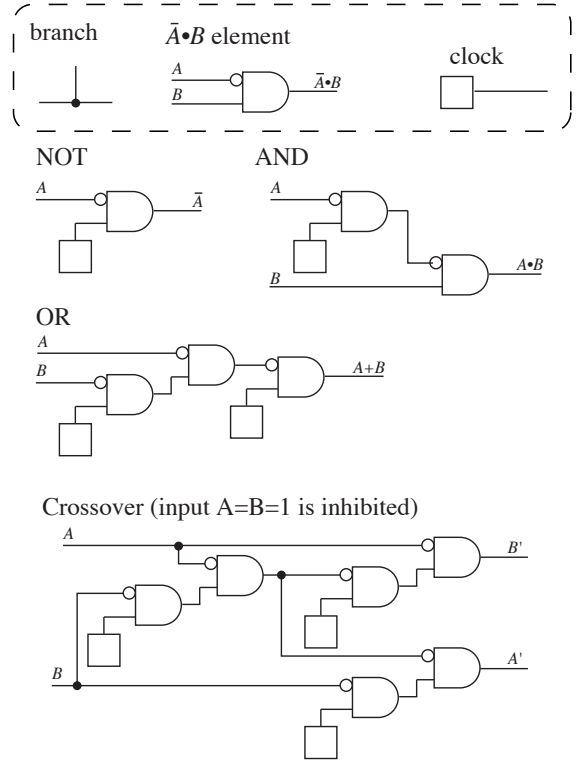 branch
Ā•B element
clock
A
B
Ā•B
NOT
AND
A
Ā
A
B
A•B
OR
A
B
A+B
Crossover (input A=B=1 is inhibited)
A
B'
B
A'